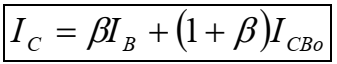 I_C = βI_B + (1 + β)I_CBo